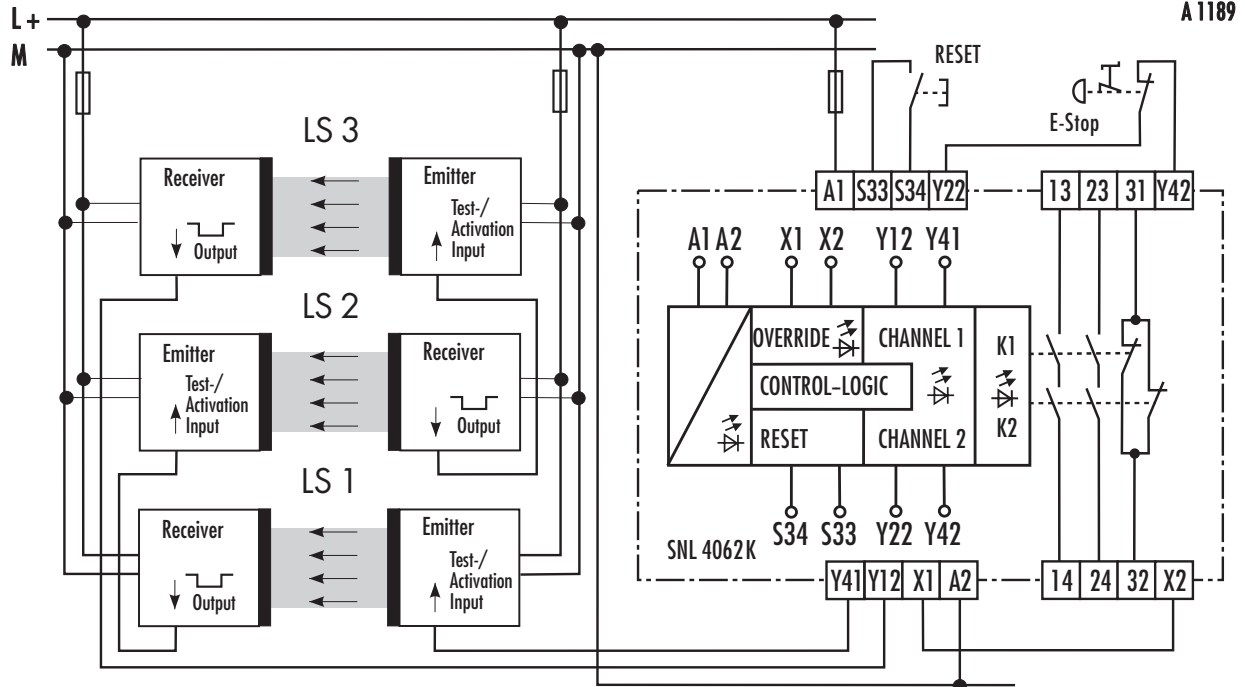 L+
A 1189
M
RESET
E-Stop
LS 3
Receiver
Output
Emitter
Test-/
Activation
Input
A1 S33 S34 Y22
13 23 31 Y42
A1 A2 X1 X2 Y12 Y41
LS 2
Emitter
Test-/
Activation
Input
Receiver
Output
OVERRIDE
CHANNEL 1
K1
CONTROL-LOGIC
RESET
CHANNEL 2
K2
LS 1
Receiver
Output
Emitter
Test-/
Activation
Input
S34 S33 Y22 Y42
SNL 4062K
Y41 Y12 X1 A2
14 24 32 X2